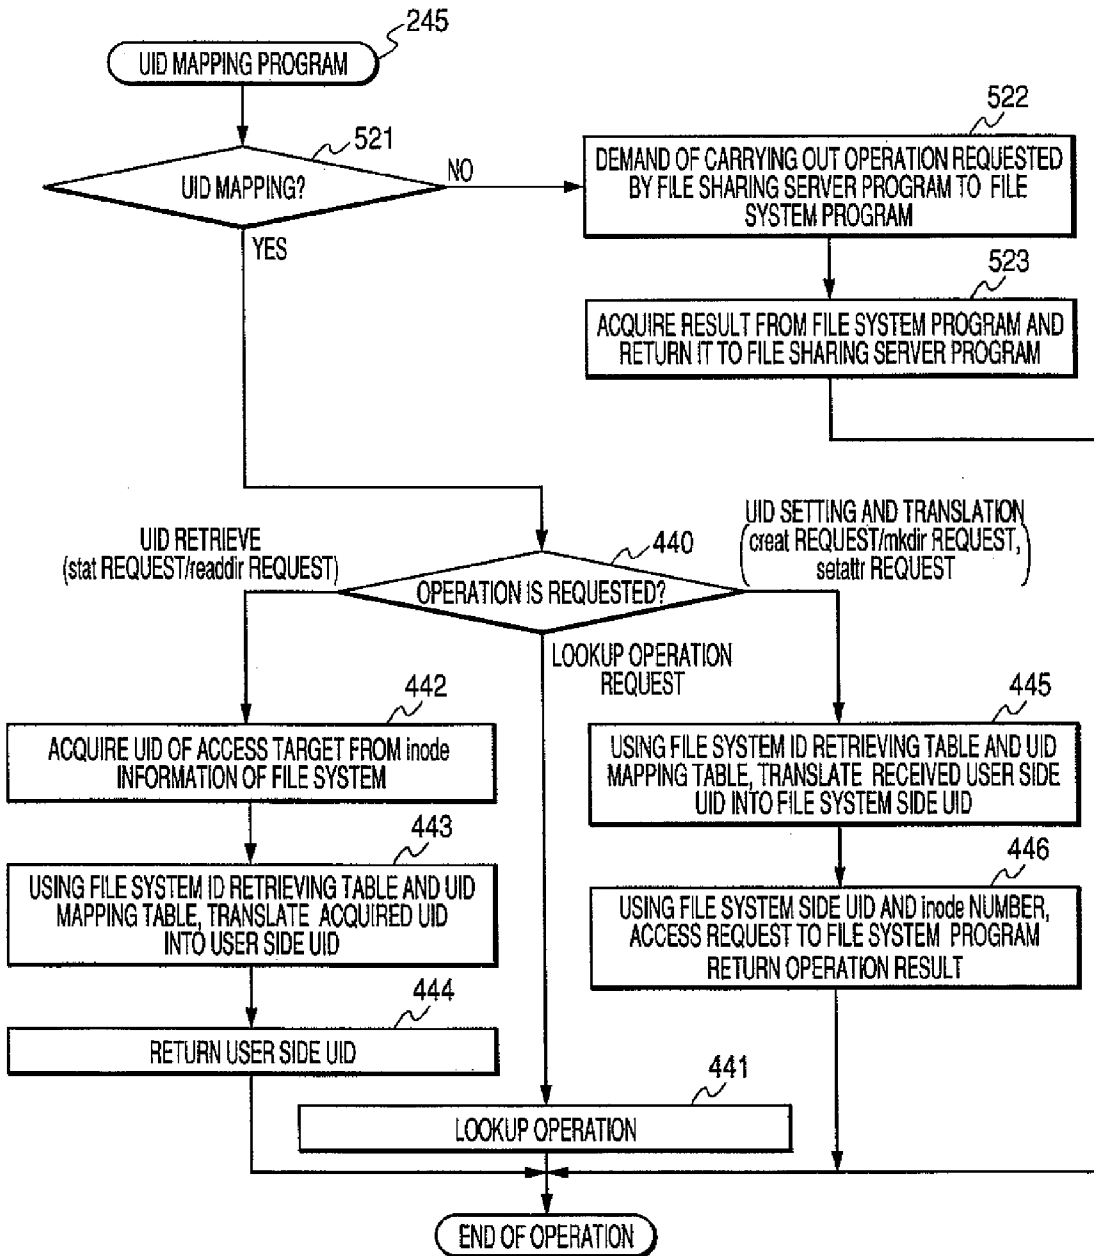 245
UID MAPPING PROGRAM
521
UID MAPPING?
NO
YES
522
DEMAND OF CARRYING OUT OPERATION REQUESTED
BY FILE SHARING SERVER PROGRAM TO FILE
SYSTEM PROGRAM
523
ACQUIRE RESULT FROM FILE SYSTEM PROGRAM AND
RETURN IT TO FILE SHARING SERVER PROGRAM
UID RETRIEVE
(stat REQUEST/readdir REQUEST)
440
OPERATION IS REQUESTED?
UID SETTING AND TRANSLATION
(creat REQUEST/mkdir REQUEST,
setattr REQUEST)
LOOKUP OPERATION
REQUEST
442
ACQUIRE UID OF ACCESS TARGET FROM inode
INFORMATION OF FILE SYSTEM
443
USING FILE SYSTEM ID RETRIEVING TABLE AND UID
MAPPING TABLE, TRANSLATE ACQUIRED UID
INTO USER SIDE UID
444
RETURN USER SIDE UID
445
USING FILE SYSTEM ID RETRIEVING TABLE AND UID
MAPPING TABLE, TRANSLATE RECEIVED USER SIDE
UID INTO FILE SYSTEM SIDE UID
446
USING FILE SYSTEM SIDE UID AND inode NUMBER,
ACCESS REQUEST TO FILE SYSTEM PROGRAM
RETURN OPERATION RESULT
441
LOOKUP OPERATION
END OF OPERATION